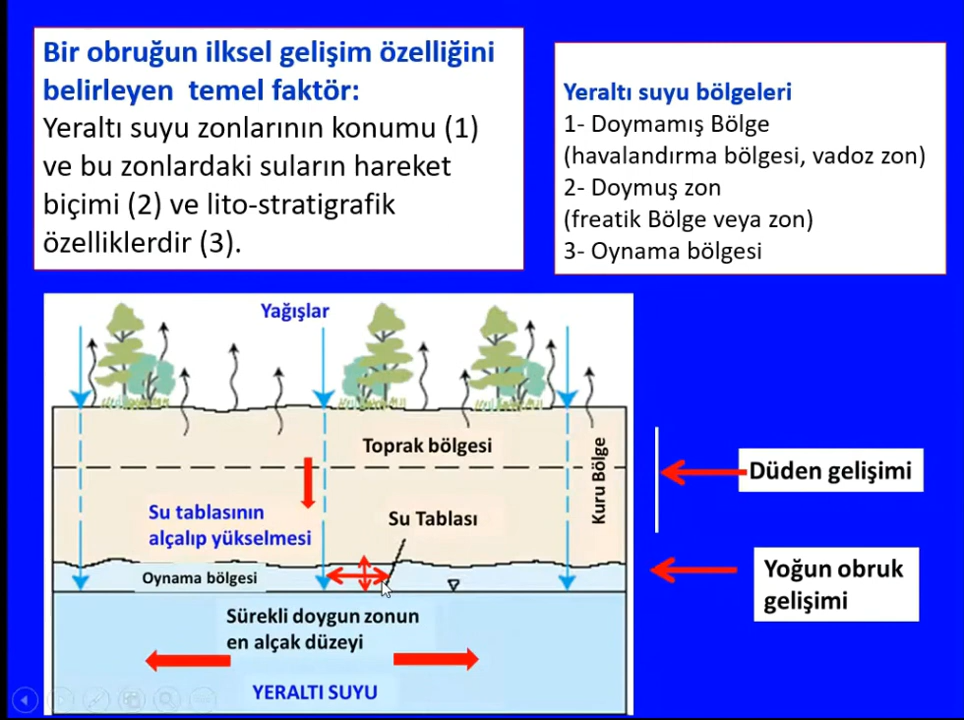 Bir obruğun ilksel gelişim özelliğini
belirleyen temel faktör:
Yeraltı suyu zonlarının konumu (1)
ve bu zonlardaki suların hareket
biçimi (2) ve lito-stratigrafik
özelliklerdir (3).
Yeraltı suyu bölgeleri
1- Doymamış Bölge
(havalandırma bölgesi, vadoz zon)
2- Doymuş zon
(freatik Bölge veya zon)
3- Oynama bölgesi
Yağışlar
Toprak bölgesi
Kuru Bölge
Su tablasının
alçalıp yükselmesi
Su Tablası
Oynama bölgesi
Sürekli doygun zonun
en alçak düzeyi
YERALTI SUYU
Düden gelişimi
Yoğun obruk
gelişimi